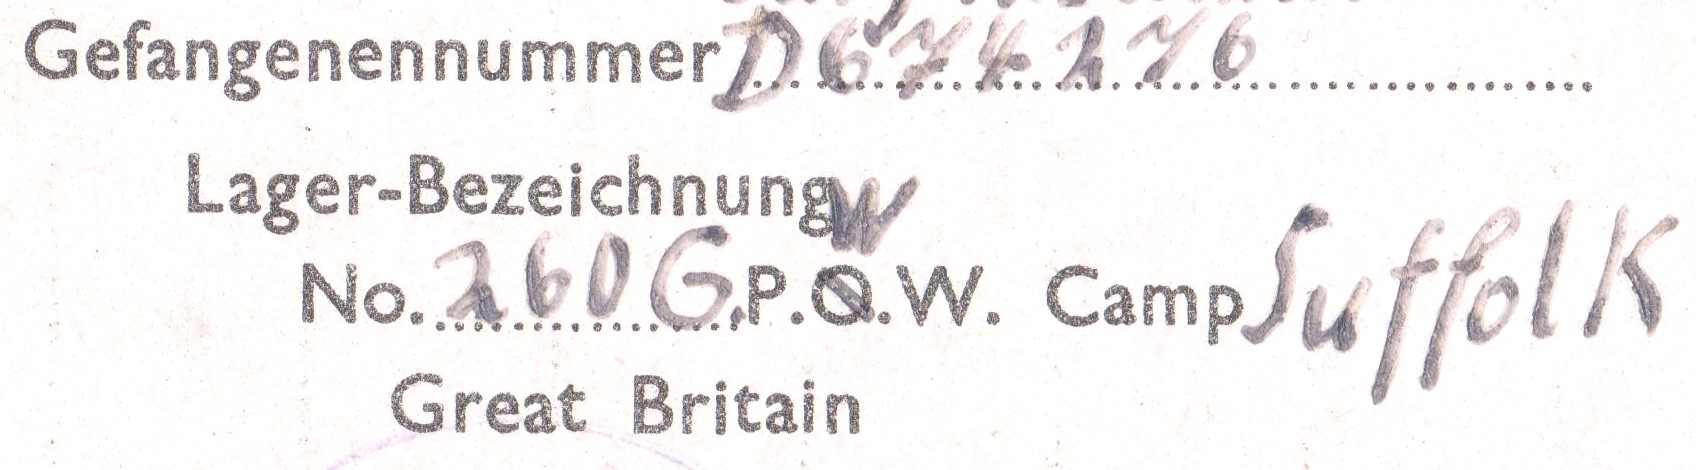 Gefangenennummer D 674276
Lager-Bezeichnung W
No. 260 G. P.O.W. Camp Suffolk
Great Britain